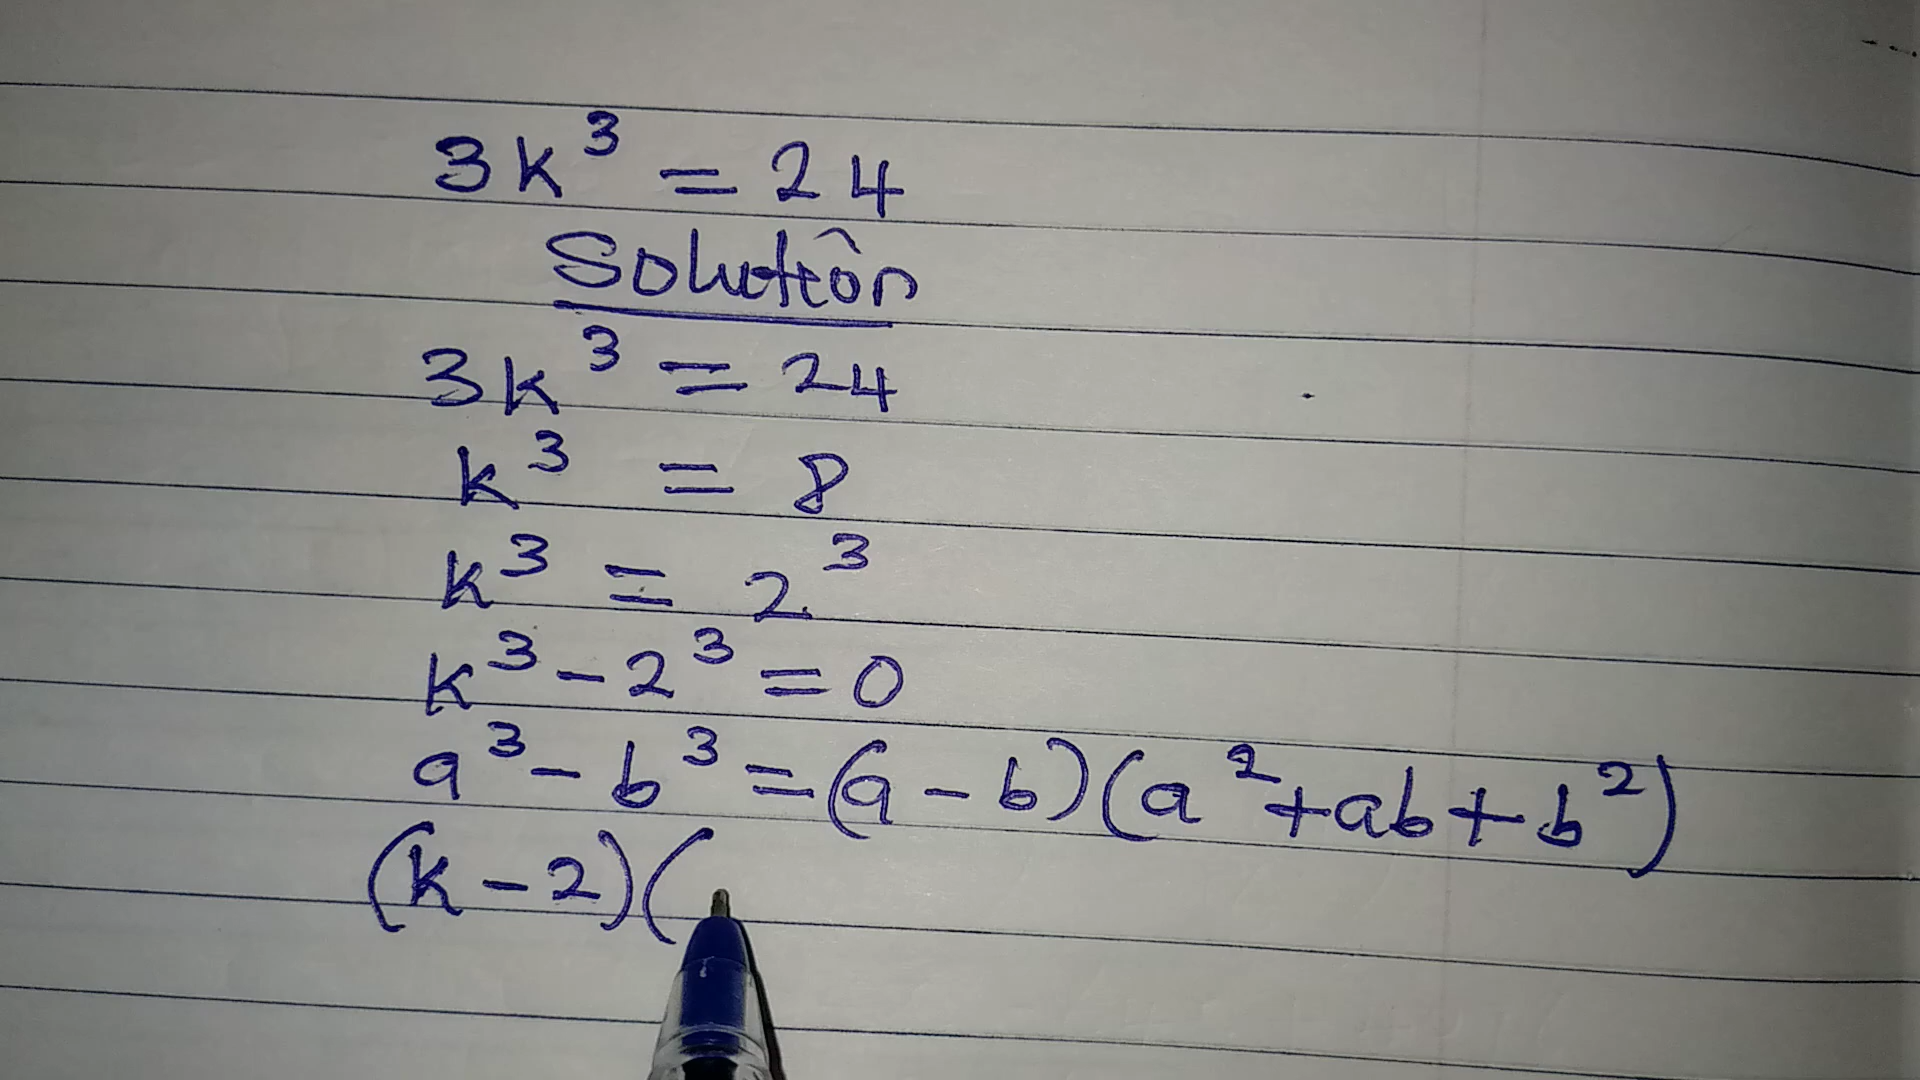 3k³ = 24
Solution
3k³ = 24
k³ = 8
k³ = 2³
k³ - 2³ = 0
a³ - b³ = (a - b)(a² + ab + b²)
(k - 2)(